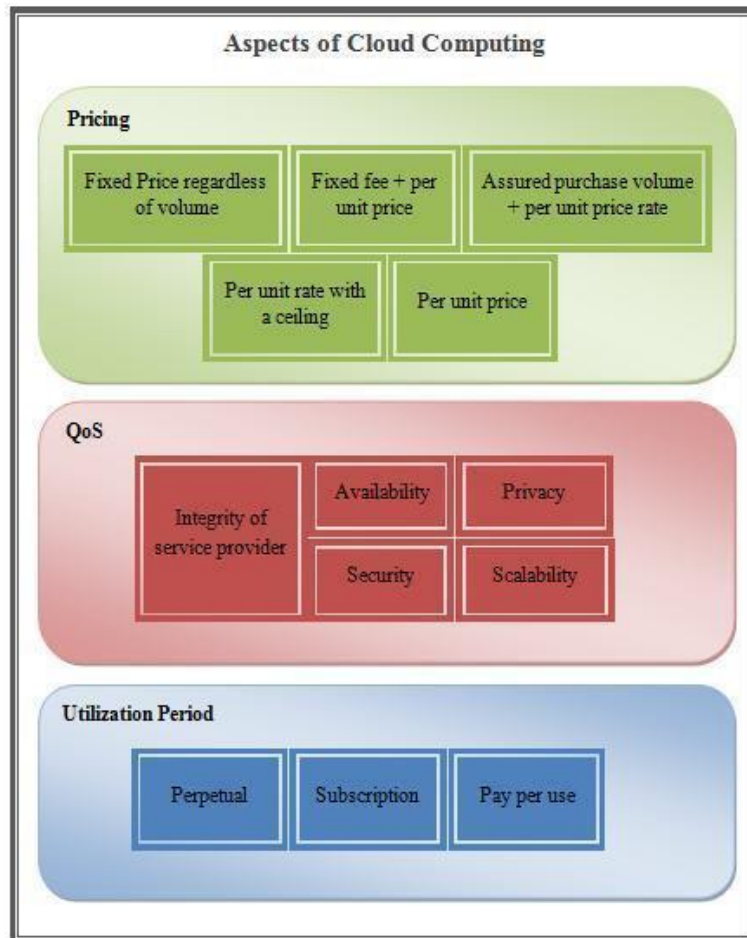 Aspects of Cloud Computing
Pricing
Fixed Price regardless
of volume
Fixed fee + per
unit price
Assured purchase volume
+ per unit price rate
Per unit rate with
a ceiling
Per unit price
QoS
Integrity of
service provider
Availability
Privacy
Security
Scalability
Utilization Period
Perpetual
Subscription
Pay per use